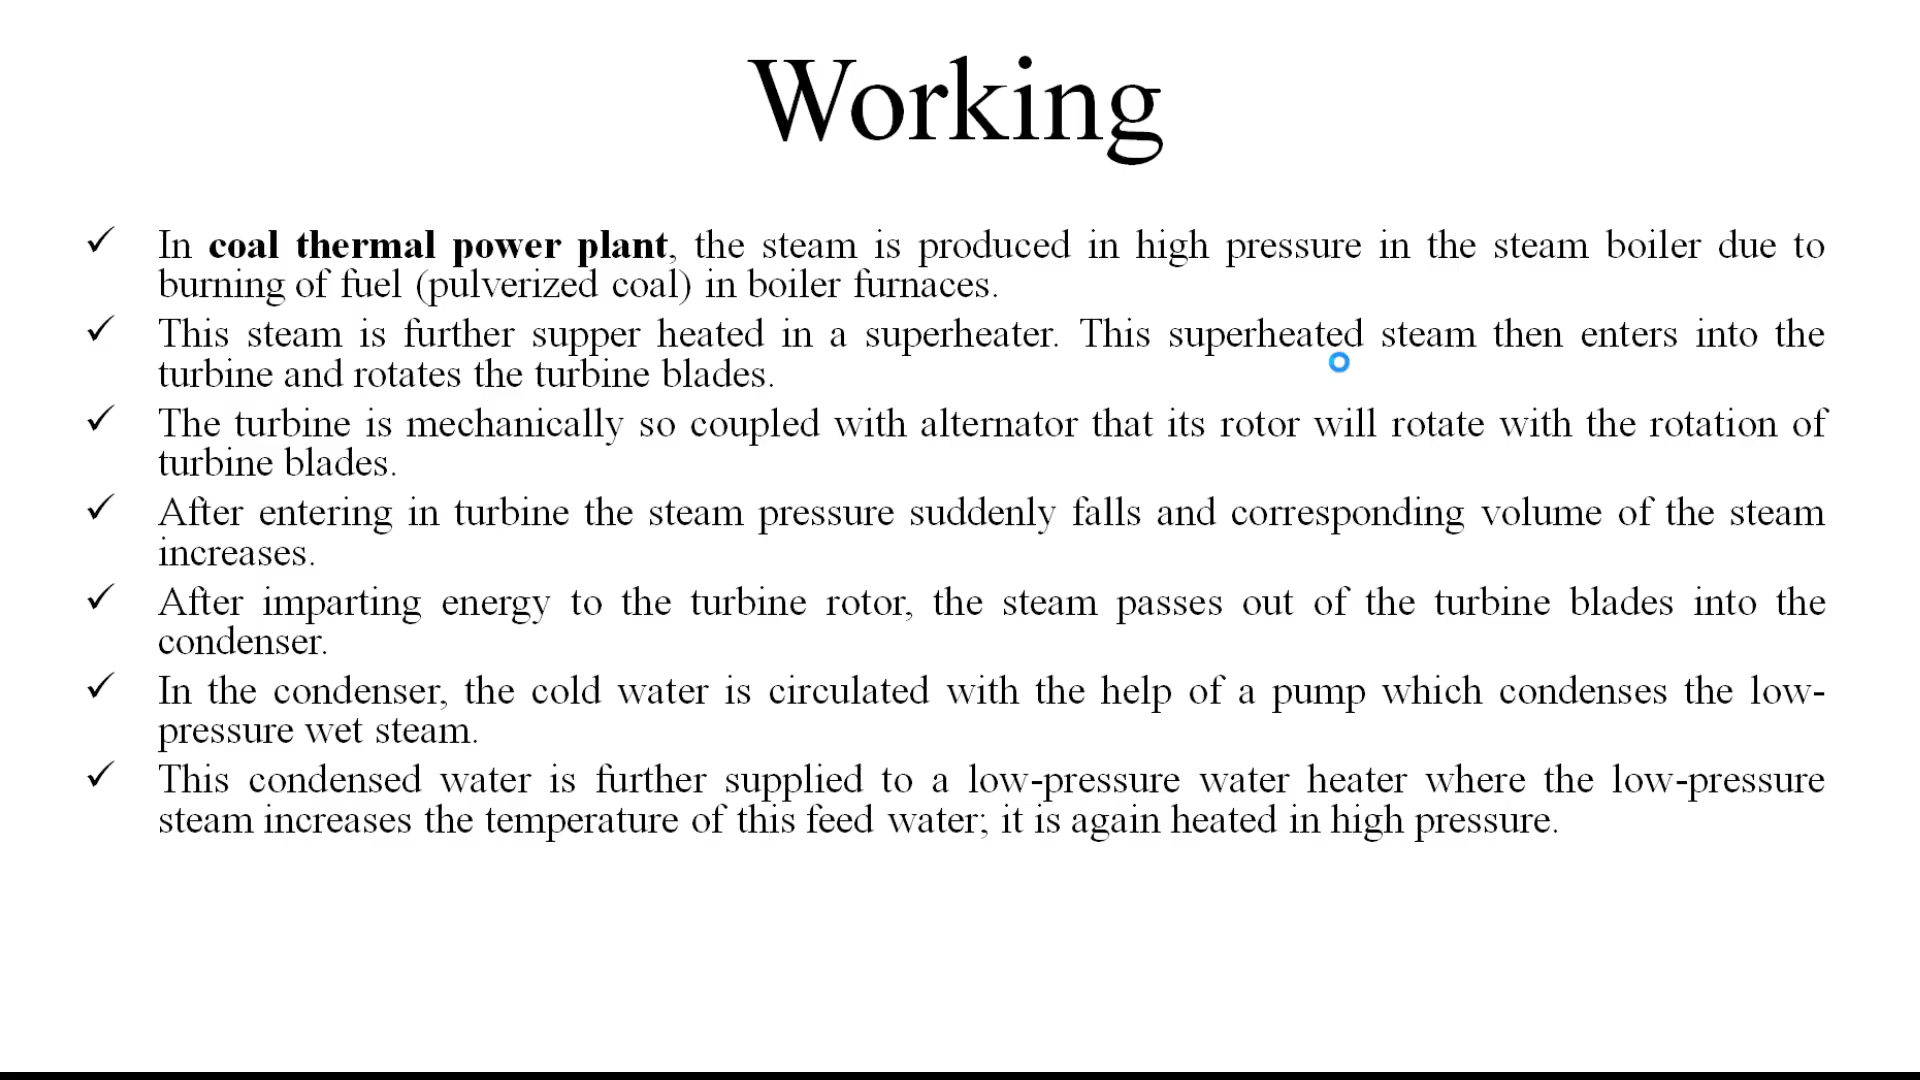 Working
✓ In coal thermal power plant, the steam is produced in high pressure in the steam boiler due to
burning of fuel (pulverized coal) in boiler furnaces.
✓ This steam is further supper heated in a superheater. This superheated steam then enters into the
turbine and rotates the turbine blades.
✓ The turbine is mechanically so coupled with alternator that its rotor will rotate with the rotation of
turbine blades.
✓ After entering in turbine the steam pressure suddenly falls and corresponding volume of the steam
increases.
✓ After imparting energy to the turbine rotor, the steam passes out of the turbine blades into the
condenser.
✓ In the condenser, the cold water is circulated with the help of a pump which condenses the low-
pressure wet steam.
✓ This condensed water is further supplied to a low-pressure water heater where the low-pressure
steam increases the temperature of this feed water; it is again heated in high pressure.